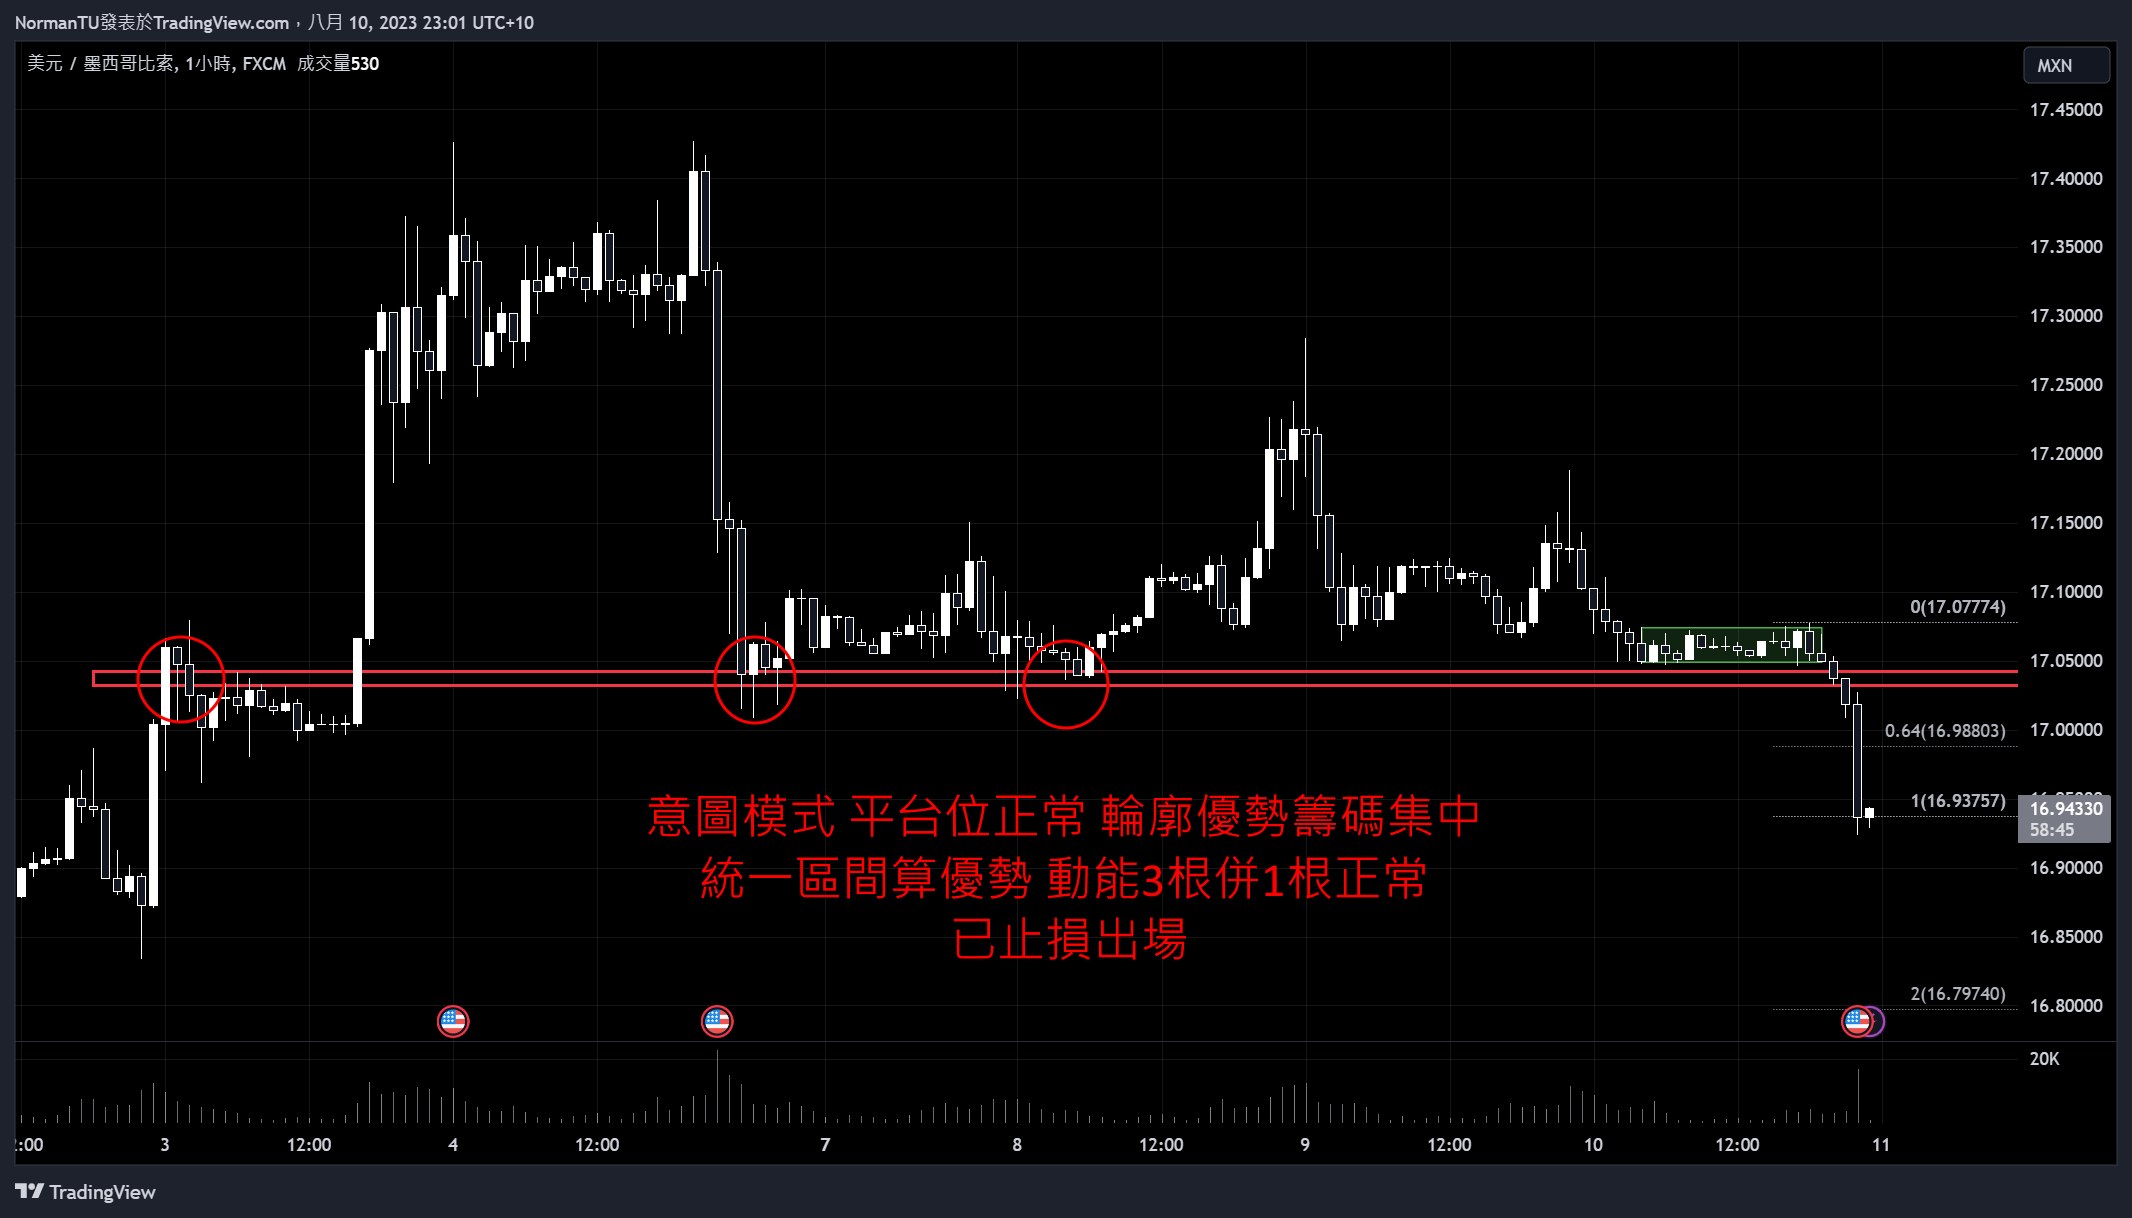 NormanTU發表於TradingView.com，八月 10, 2023 23:01 UTC+10
美元 / 墨西哥比索, 1小時, FXCM 成交量530
MXN
17.45000
17.40000
17.35000
17.30000
17.25000
17.20000
17.15000
17.10000
0(17.07774)
17.05000
17.00000
0.64(16.98803)
1(16.93757)
16.94330
58:45
16.90000
16.85000
2(16.79740)
16.80000
意圖模式 平台位正常 輪廓優勢籌碼集中
統一區間算優勢 動能3根併1根正常
已止損出場
20K
:00 3 12:00 4 12:00 7 8 12:00 9 12:00 10 12:00 11
TradingView